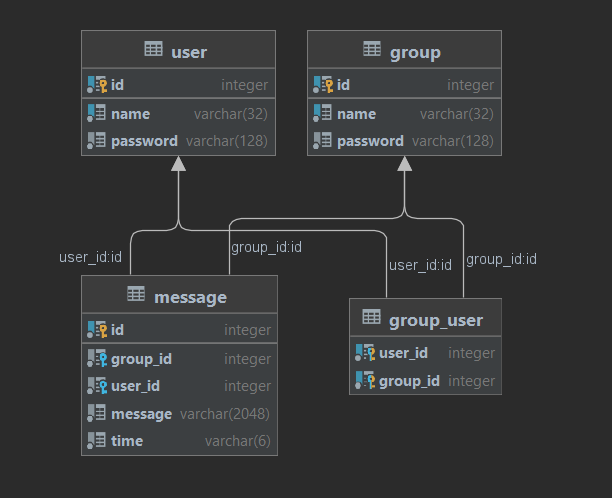 user
id integer
name varchar(32)
password varchar(128)
group
id integer
name varchar(32)
password varchar(128)
user_id:id
group_id:id
user_id:id
group_id:id
message
id integer
group_id integer
user_id integer
message varchar(2048)
time varchar(6)
group_user
user_id integer
group_id integer